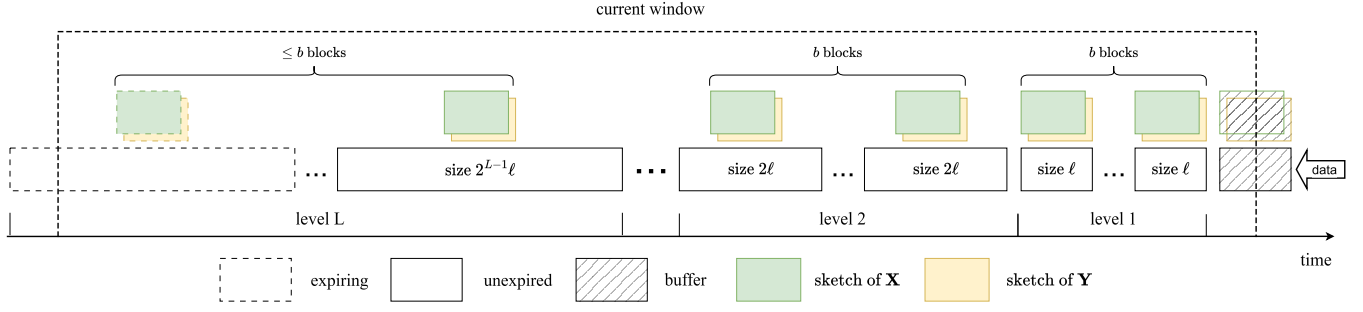 current window
≤ b blocks
b blocks
b blocks
size 2^{L−1}ℓ
size 2ℓ
size 2ℓ
size ℓ
size ℓ
data
level L
level 2
level 1
time
expiring
unexpired
buffer
sketch of X
sketch of Y